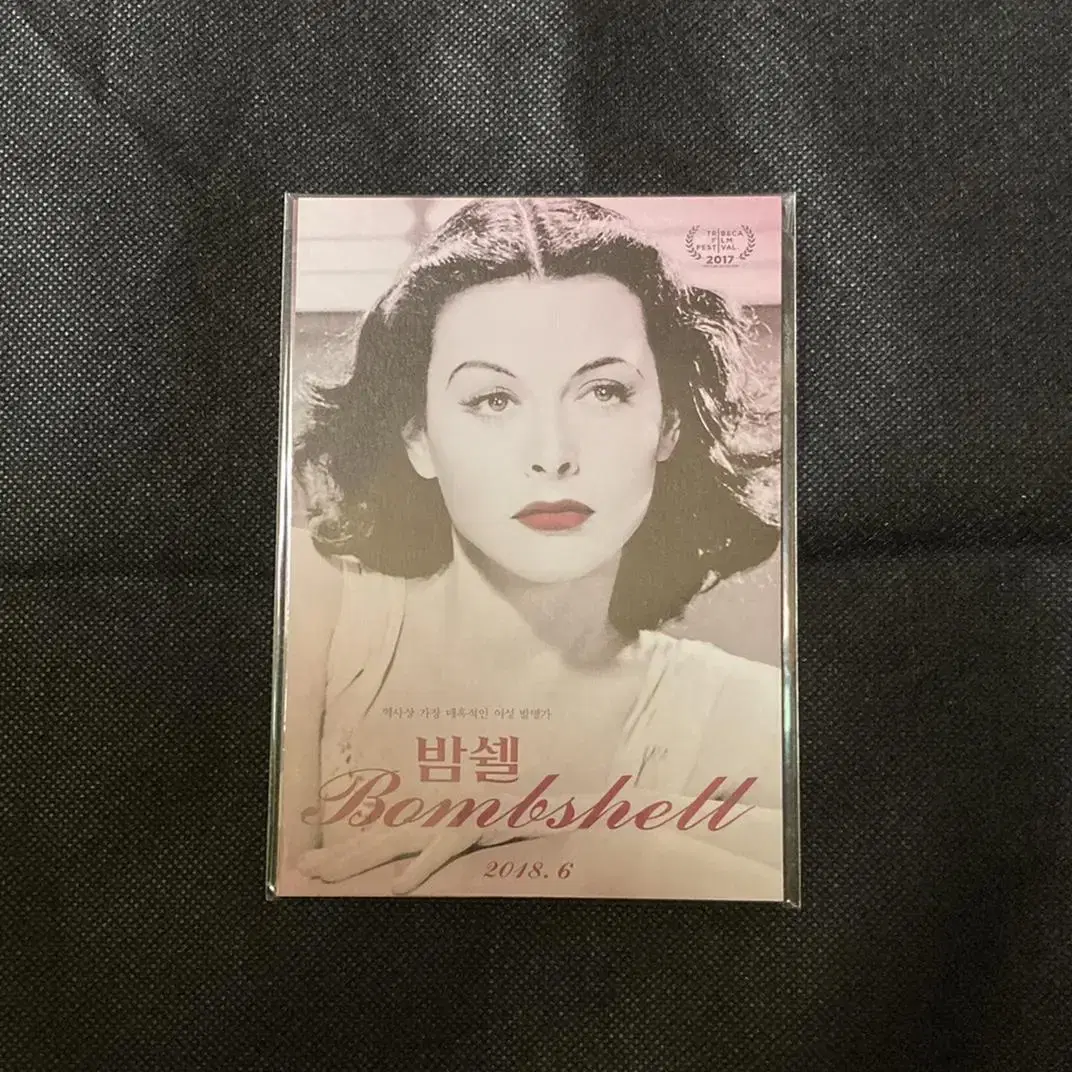 TRIBECA
FILM
FESTIVAL.
2017
역사상 가장 매혹적인 여성 발명가
밤쉘
Bombshell
2018. 6